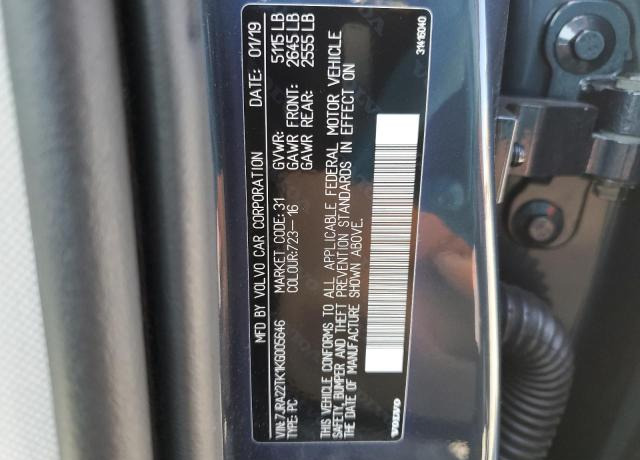 MFD BY VOLVO CAR CORPORATION DATE: 01/19
VIN: 7JRA22TK1KG005646 GVWR: 5115 LB
TYPE: PC MARKET CODE: 31 GAWR FRONT: 2645 LB
COLOUR: 723-16 GAWR REAR: 2555 LB
THIS VEHICLE CONFORMS TO ALL APPLICABLE FEDERAL MOTOR VEHICLE
SAFETY, BUMPER AND THEFT PREVENTION STANDARDS IN EFFECT ON
THE DATE OF MANUFACTURE SHOWN ABOVE.
VOLVO 31416040